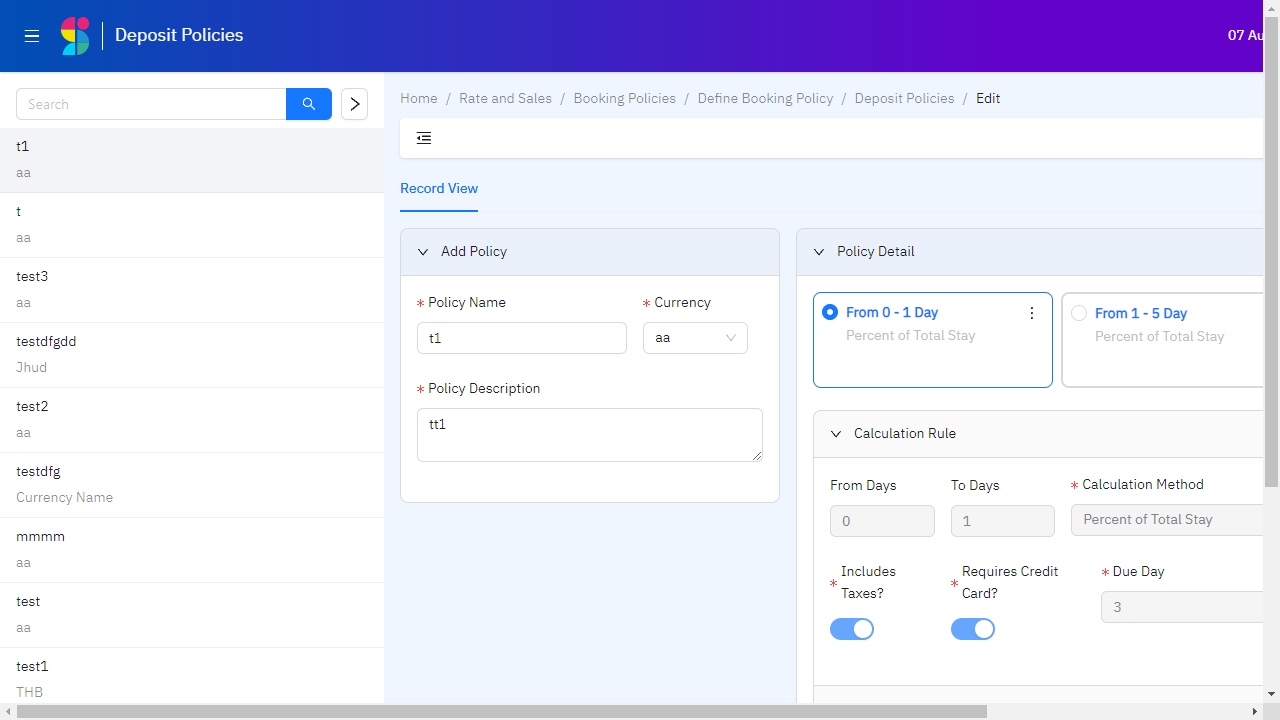 Deposit Policies
07 Au
Search
t1
aa
t
aa
test3
aa
testdfgdd
Jhud
test2
aa
testdfg
Currency Name
mmmm
aa
test
aa
test1
THB
Home / Rate and Sales / Booking Policies / Define Booking Policy / Deposit Policies / Edit
Record View
Add Policy
* Policy Name
* Currency
t1
aa
* Policy Description
tt1
Policy Detail
From 0 - 1 Day
Percent of Total Stay
From 1 - 5 Day
Percent of Total Stay
Calculation Rule
From Days
To Days
* Calculation Method
0
1
Percent of Total Stay
* Includes
Taxes?
* Requires Credit
Card?
* Due Day
3